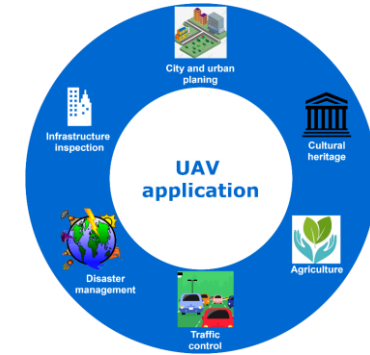 City and urban
planing
Cultural
heritage
Agriculture
Traffic
control
Disaster
management
Infrastructure
inspection
UAV
application